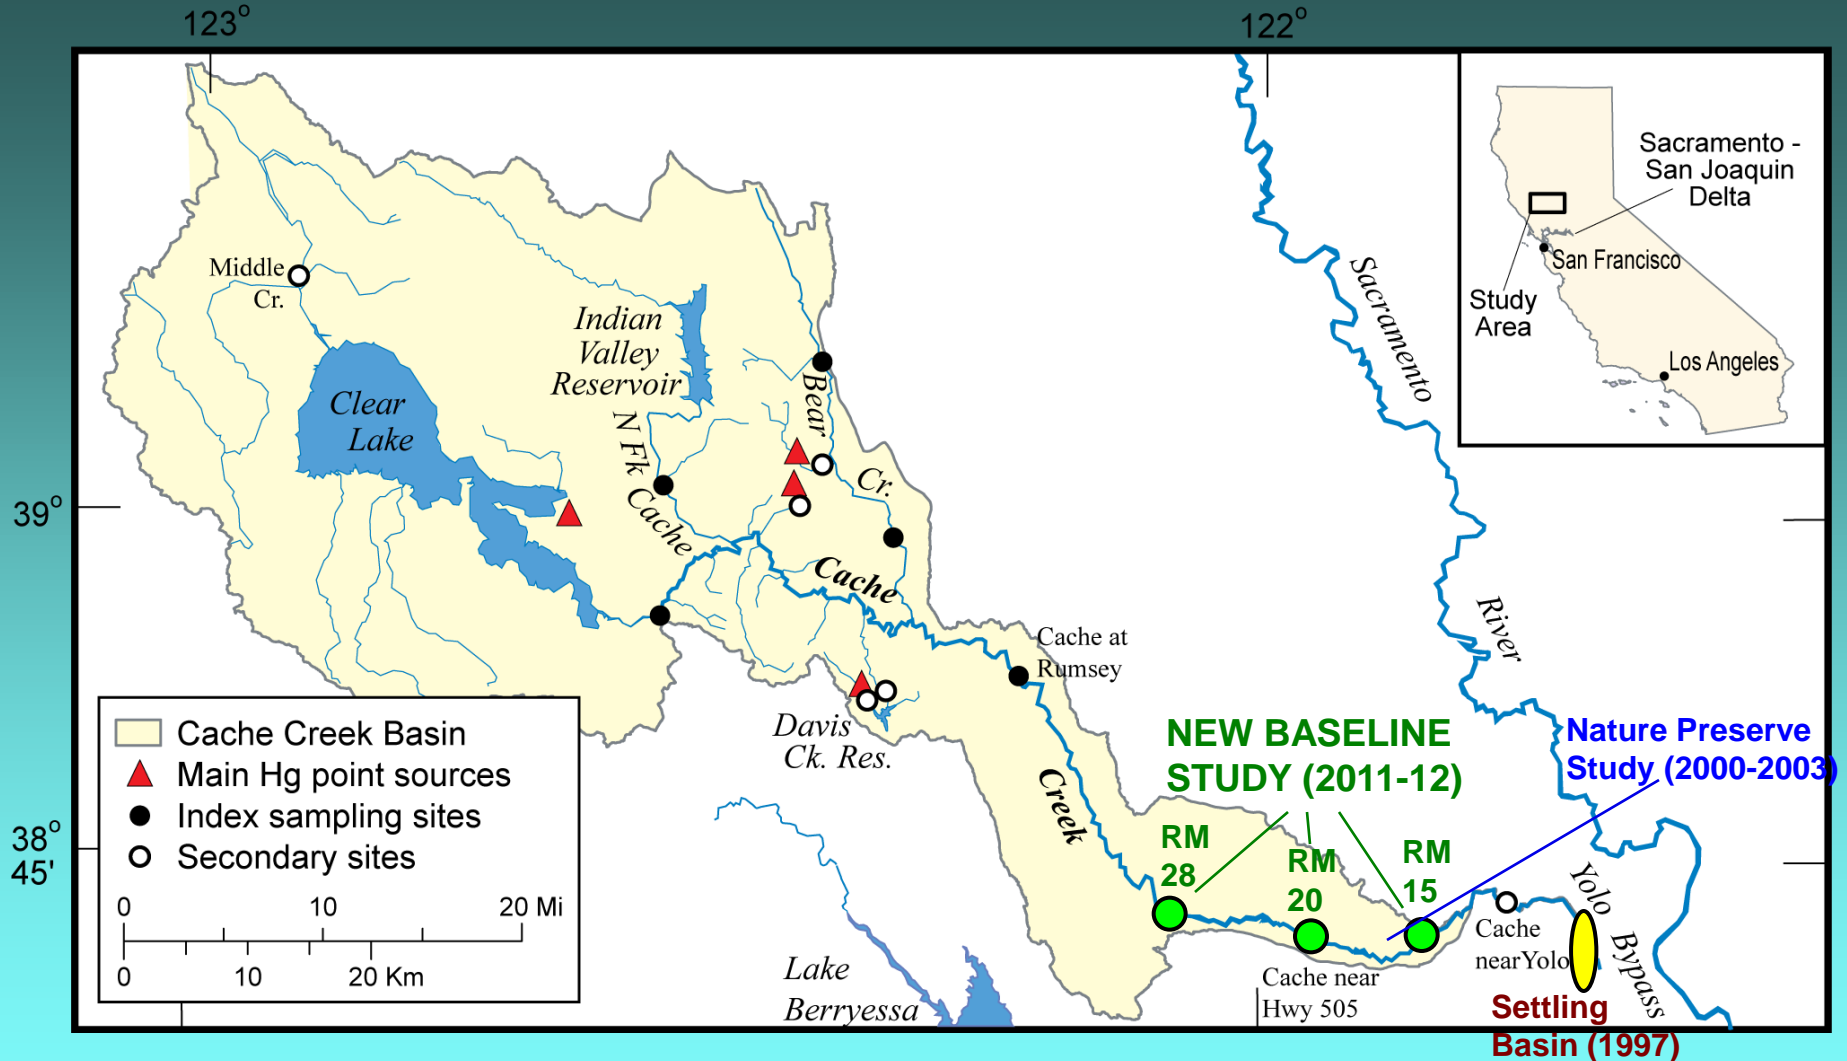 123°
122°
Sacramento -
San Joaquin
Delta
San Francisco
Study
Area
Los Angeles
Middle
Cr.
Indian
Valley
Reservoir
Clear
Lake
N Fk
Cache
Bear
Cr.
Sacramento
River
39°
Cache
Creek
Cache at
Rumsey
Davis
Ck. Res.
NEW BASELINE
STUDY (2011-12)
Nature Preserve
Study (2000-2003)
RM
28
RM
20
RM
15
38°
45'
Cache Creek Basin
Main Hg point sources
Index sampling sites
Secondary sites
0 10 20 Mi
0 10 20 Km
Lake
Berryessa
Cache near
Hwy 505
Cache
nearYolo
Yolo
Bypass
Settling
Basin (1997)